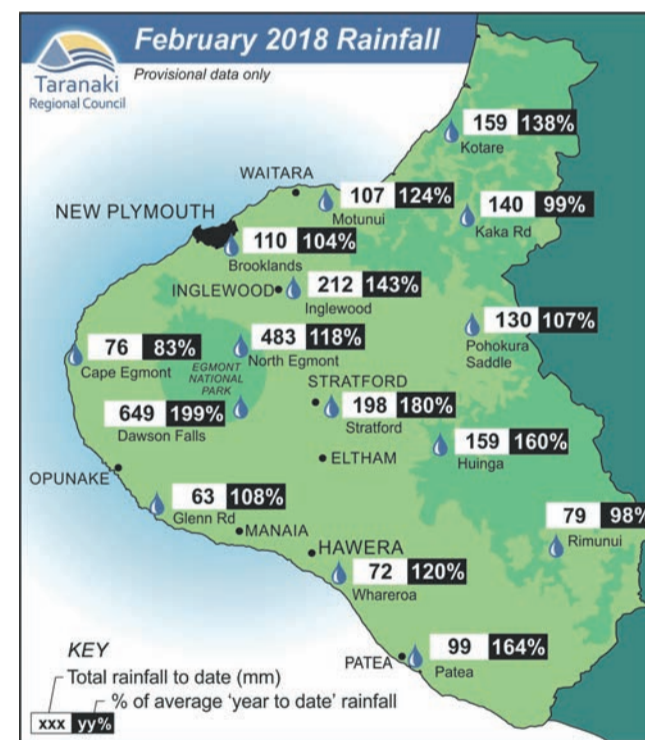 February 2018 Rainfall
Provisional data only
Taranaki
Regional Council
159 138%
Kotare
WAITARA
107 124%
Motunui
140 99%
Kaka Rd
NEW PLYMOUTH
110 104%
Brooklands
INGLEWOOD
212 143%
Inglewood
130 107%
Pohokura
Saddle
76 83%
Cape Egmont
483 118%
North Egmont
EGMONT
NATIONAL
PARK
STRATFORD
649 199%
Dawson Falls
198 180%
Stratford
159 160%
Huinga
ELTHAM
OPUNAKE
63 108%
Glenn Rd
MANAIA
79 98%
Rimunui
HAWERA
72 120%
Whareroa
PATEA
99 164%
Patea
KEY
Total rainfall to date (mm)
% of average 'year to date' rainfall
xxx yy%